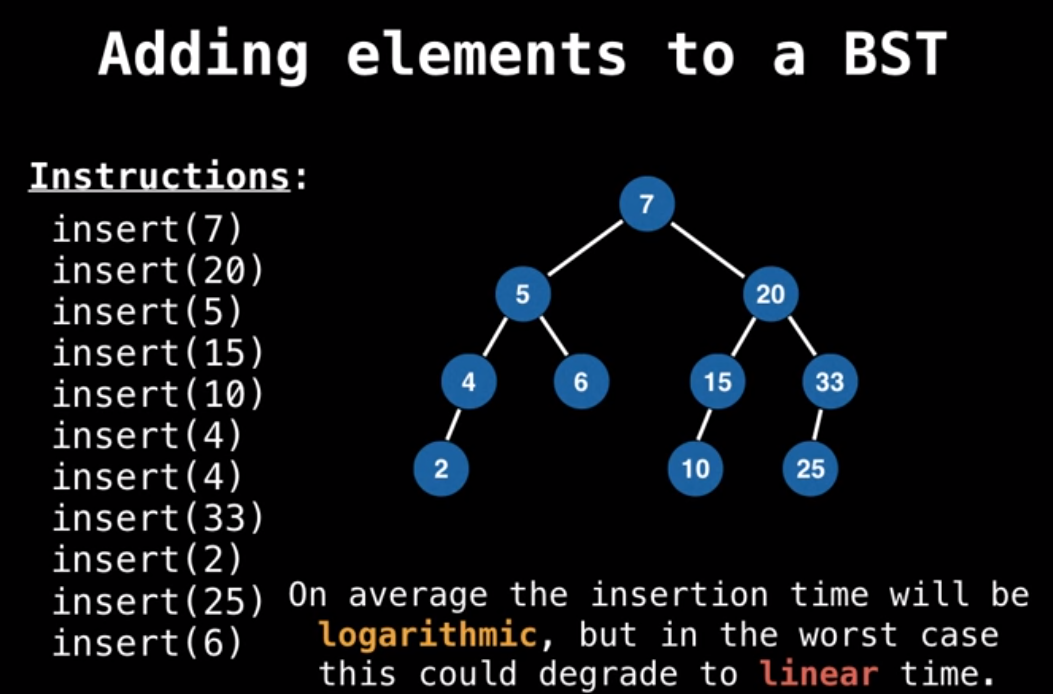 Adding elements to a BST
Instructions:
insert(7)
insert(20)
insert(5)
insert(15)
insert(10)
insert(4)
insert(4)
insert(33)
insert(2)
insert(25)
insert(6)
7
5
20
4
6
15
33
2
10
25
On average the insertion time will be
logarithmic, but in the worst case
this could degrade to linear time.